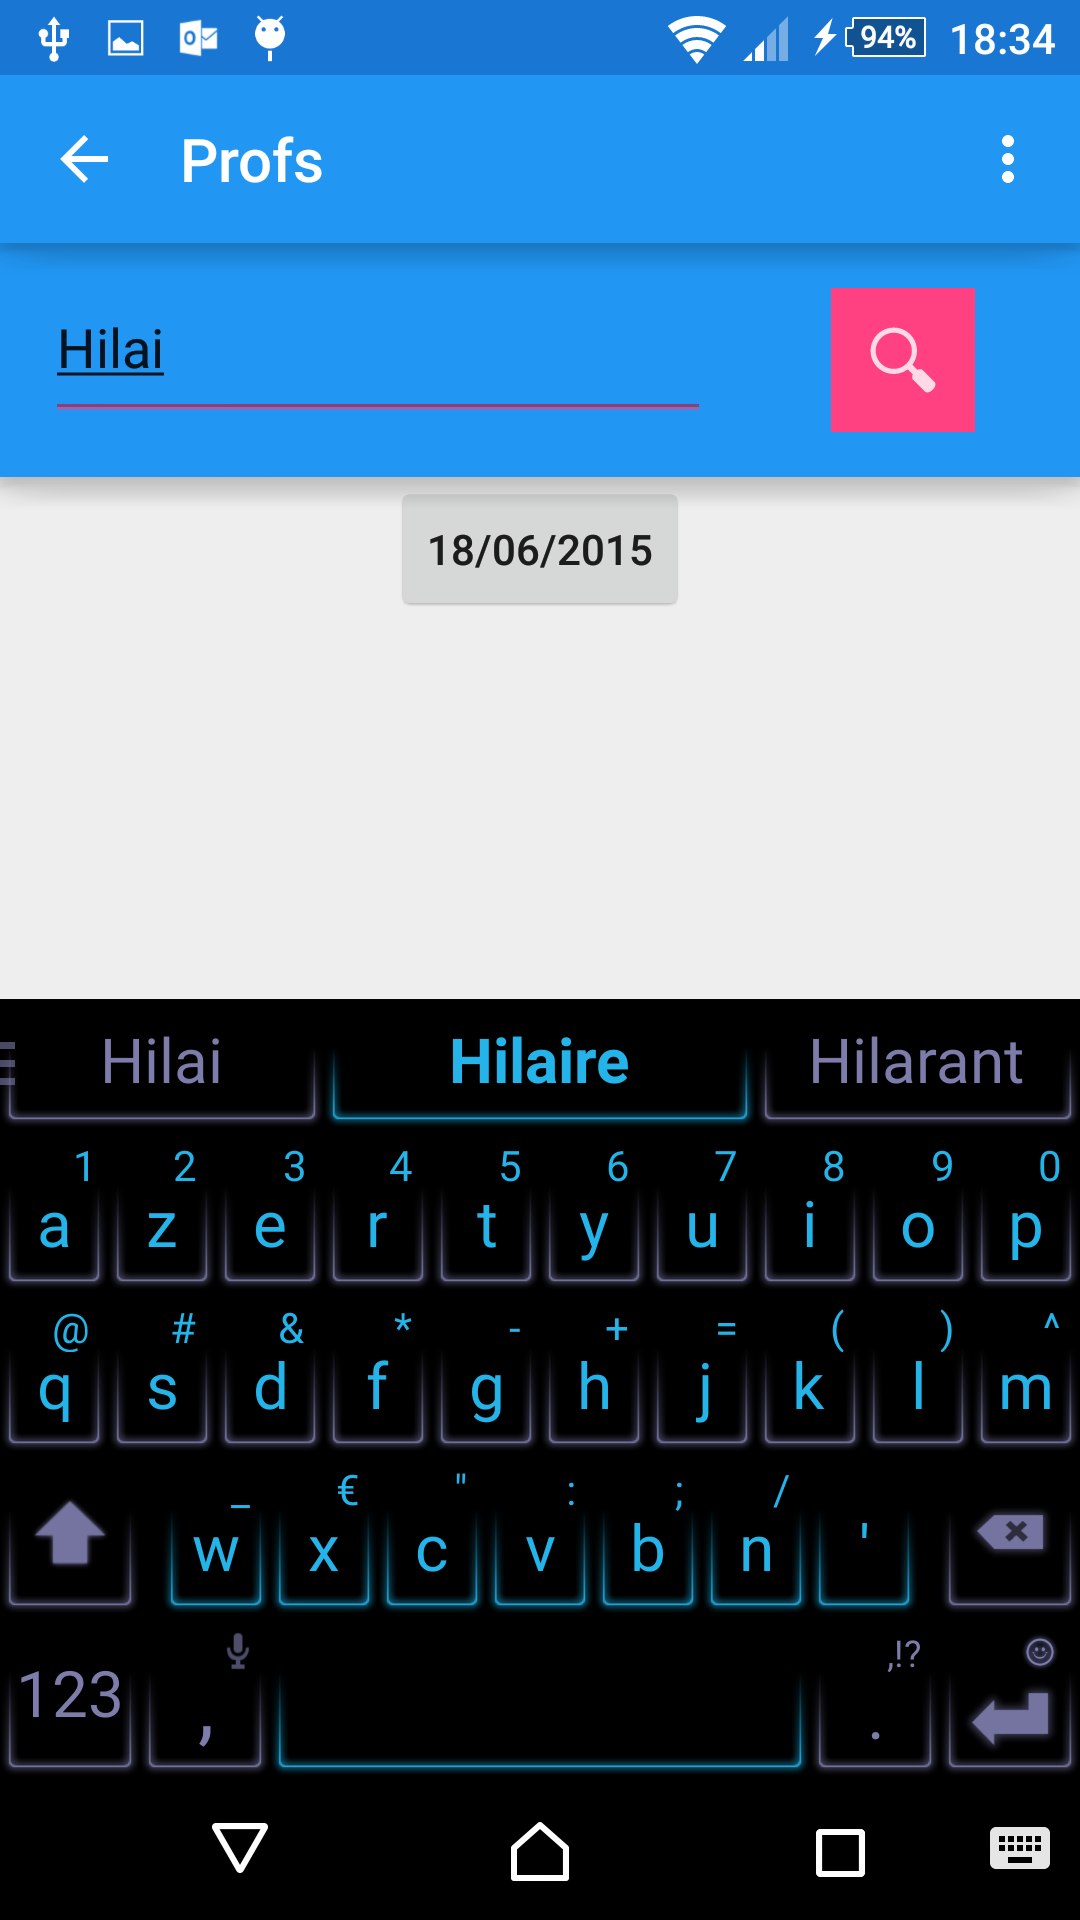 94% 18:34
Profs
Hilai
18/06/2015
Hilai Hilaire Hilarant
1 2 3 4 5 6 7 8 9 0
a z e r t y u i o p
@ # & * - + = ( ) ^
q s d f g h j k l m
_ € " : ; /
w x c v b n '
,!?
123 , .